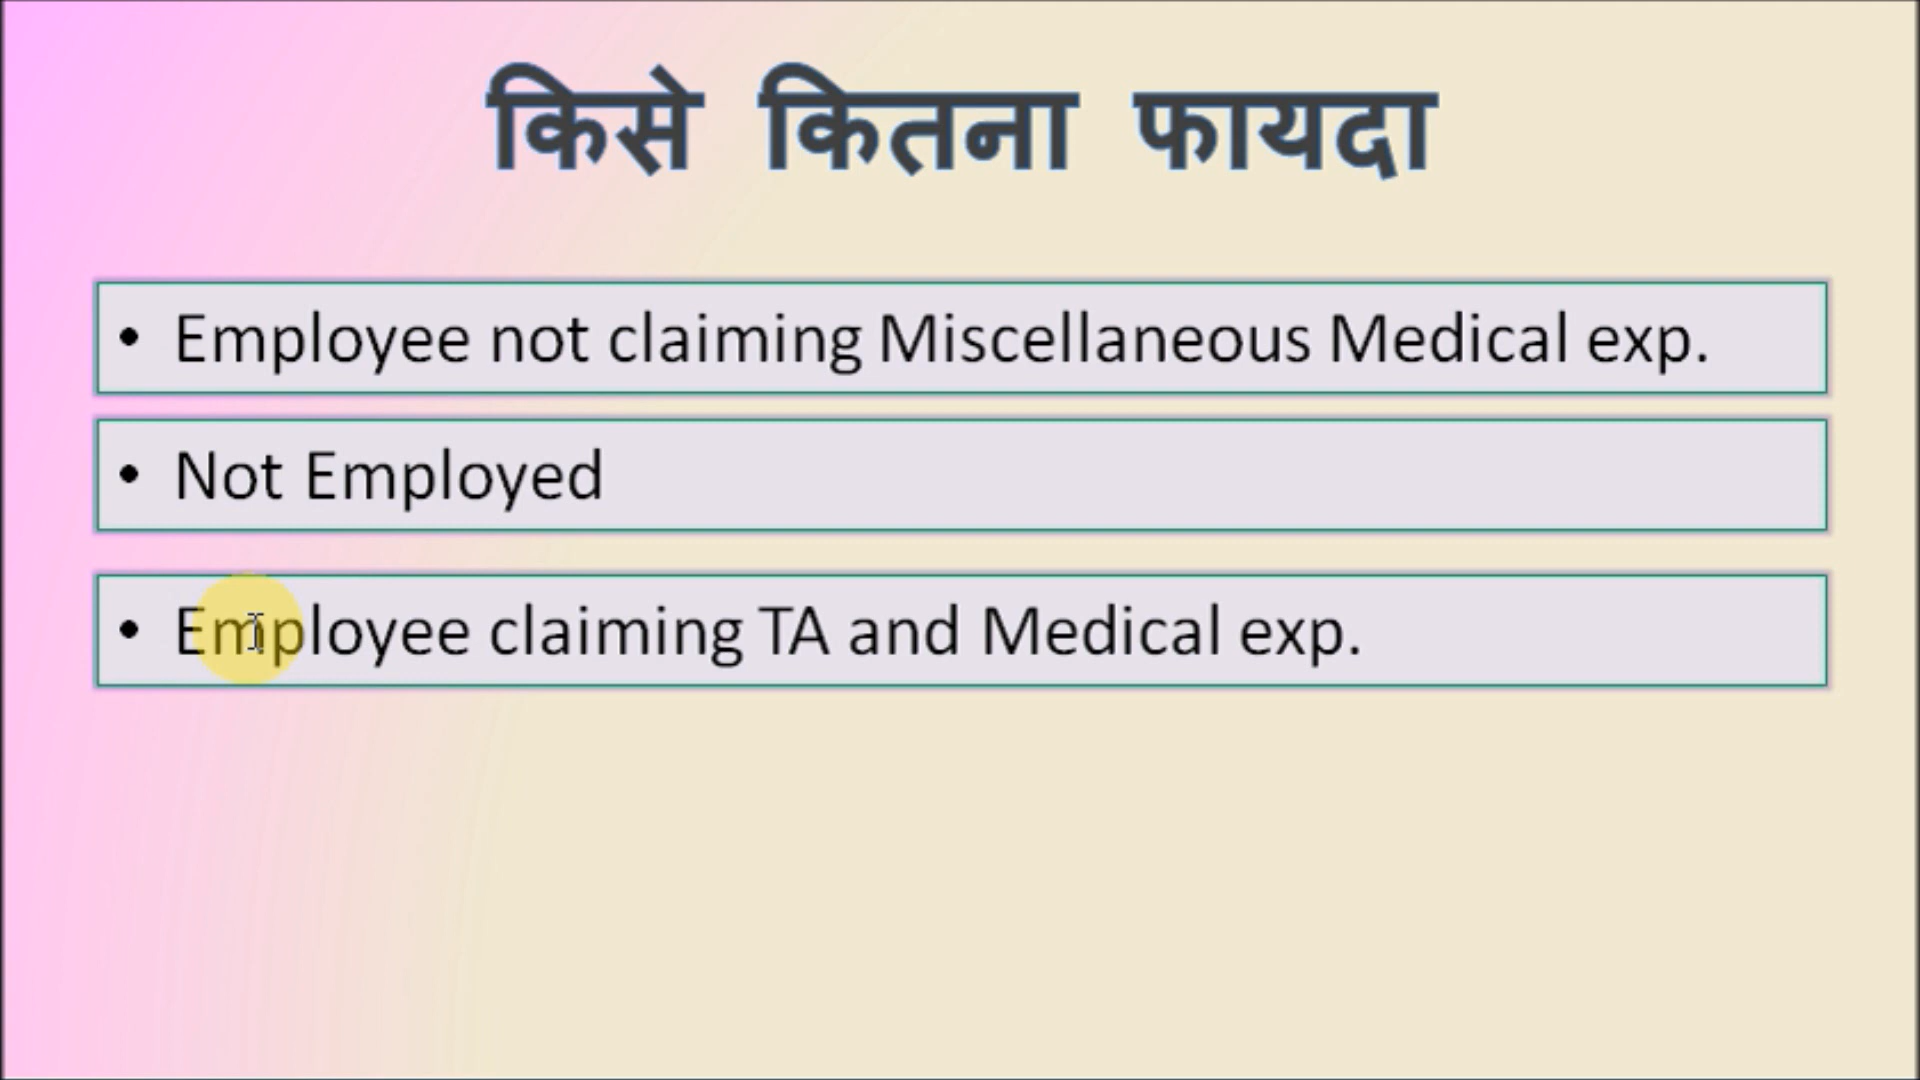 किसे कितना फायदा
• Employee not claiming Miscellaneous Medical exp.
• Not Employed
• Employee claiming TA and Medical exp.